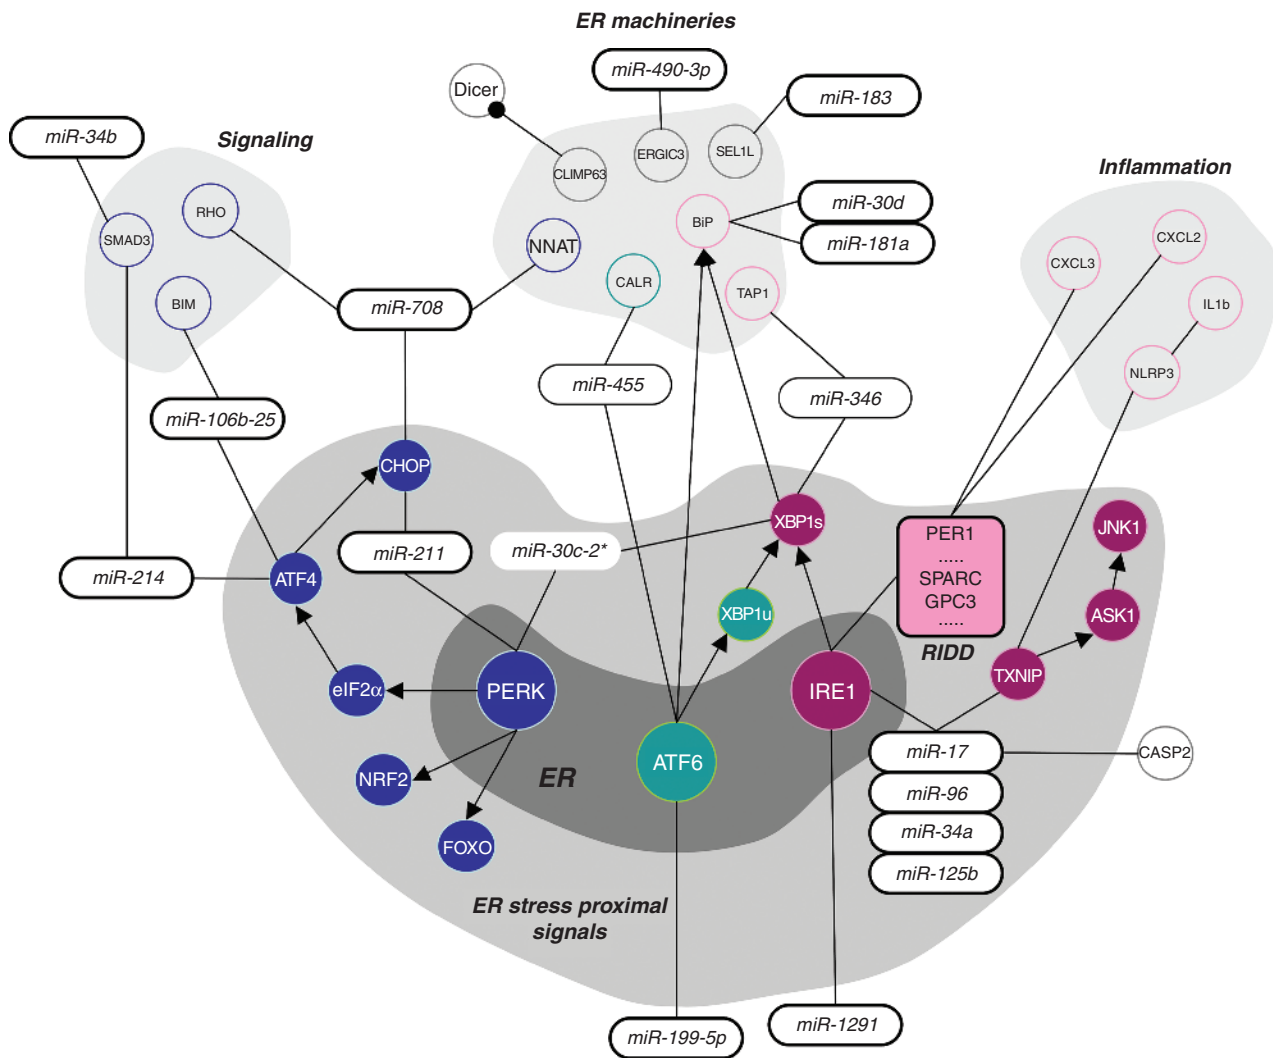 ER machineries
miR-490-3p
Dicer
miR-183
miR-34b
Signaling
ERGIC3
SEL1L
CLIMP63
Inflammation
miR-30d
RHO
BiP
SMAD3
NNAT
miR-181a
CXCL2
CXCL3
CALR
TAP1
BIM
miR-708
IL1b
NLRP3
miR-455
miR-346
miR-106b-25
CHOP
XBP1s
JNK1
PER1
.....
SPARC
GPC3
.....
miR-211
miR-30c-2*
miR-214
ATF4
XBP1u
ASK1
RIDD
TXNIP
eIF2α
PERK
IRE1
miR-17
CASP2
ATF6
NRF2
ER
miR-96
miR-34a
FOXO
miR-125b
ER stress proximal
signals
miR-1291
miR-199-5p